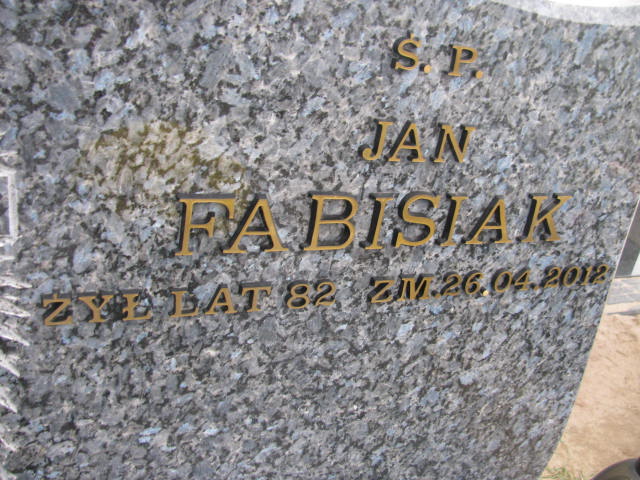 Ś. P.
JAN
FABISIAK
ŻYŁ LAT 82 ZM. 26.04.2012